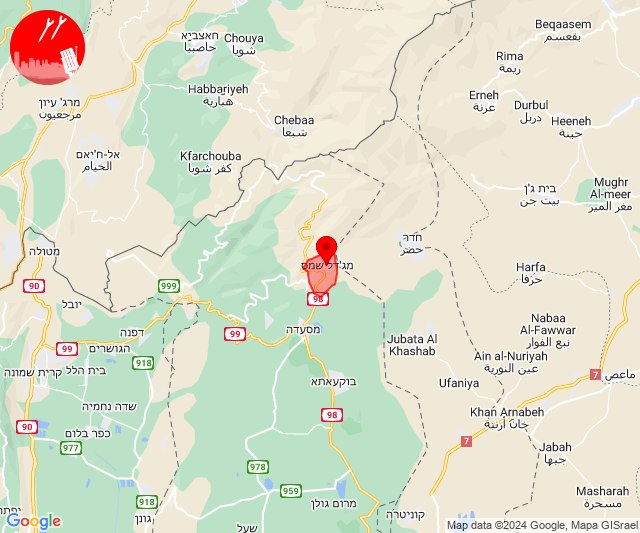 Beqaasem
بقعسم
חאצביא
حاصبيا
Chouya
شويا
Rima
ريمة
Habbariyeh
هبارية
Erneh
عرنة
Durbul
دربل
Heeneh
حينة
מרג' עיון
مرجعيون
Chebaa
شبعا
אל-ח'יאם
الخيام
Kfarchouba
كفر شوبا
בית ג'ן
بيت جن
Mughr
Al-meer
مغر المير
מטולה
חדר
حضر
מג'דל שמס
Harfa
حرفا
90
999
יובל
98
מסעדה
99
דפנה
99
הגושרים
918
Nabaa
Al-Fawwar
نبع الفوار
Jubata Al
Khashab
Ain al-Nuriyah
عين النورية
קרית שמונה
בית הלל
בוקעאתא
Ufaniya
7
ماعص
שדה נחמיה
98
Khan Arnabeh
خان أرنبة
90
כפר בלום
977
7
Jabah
جبها
978
959
918
גונן
מרום גולן
Masharah
مسحرة
שעל
קוניטרה
יפתח
Google
Map data ©2024 Google, Mapa GISrael